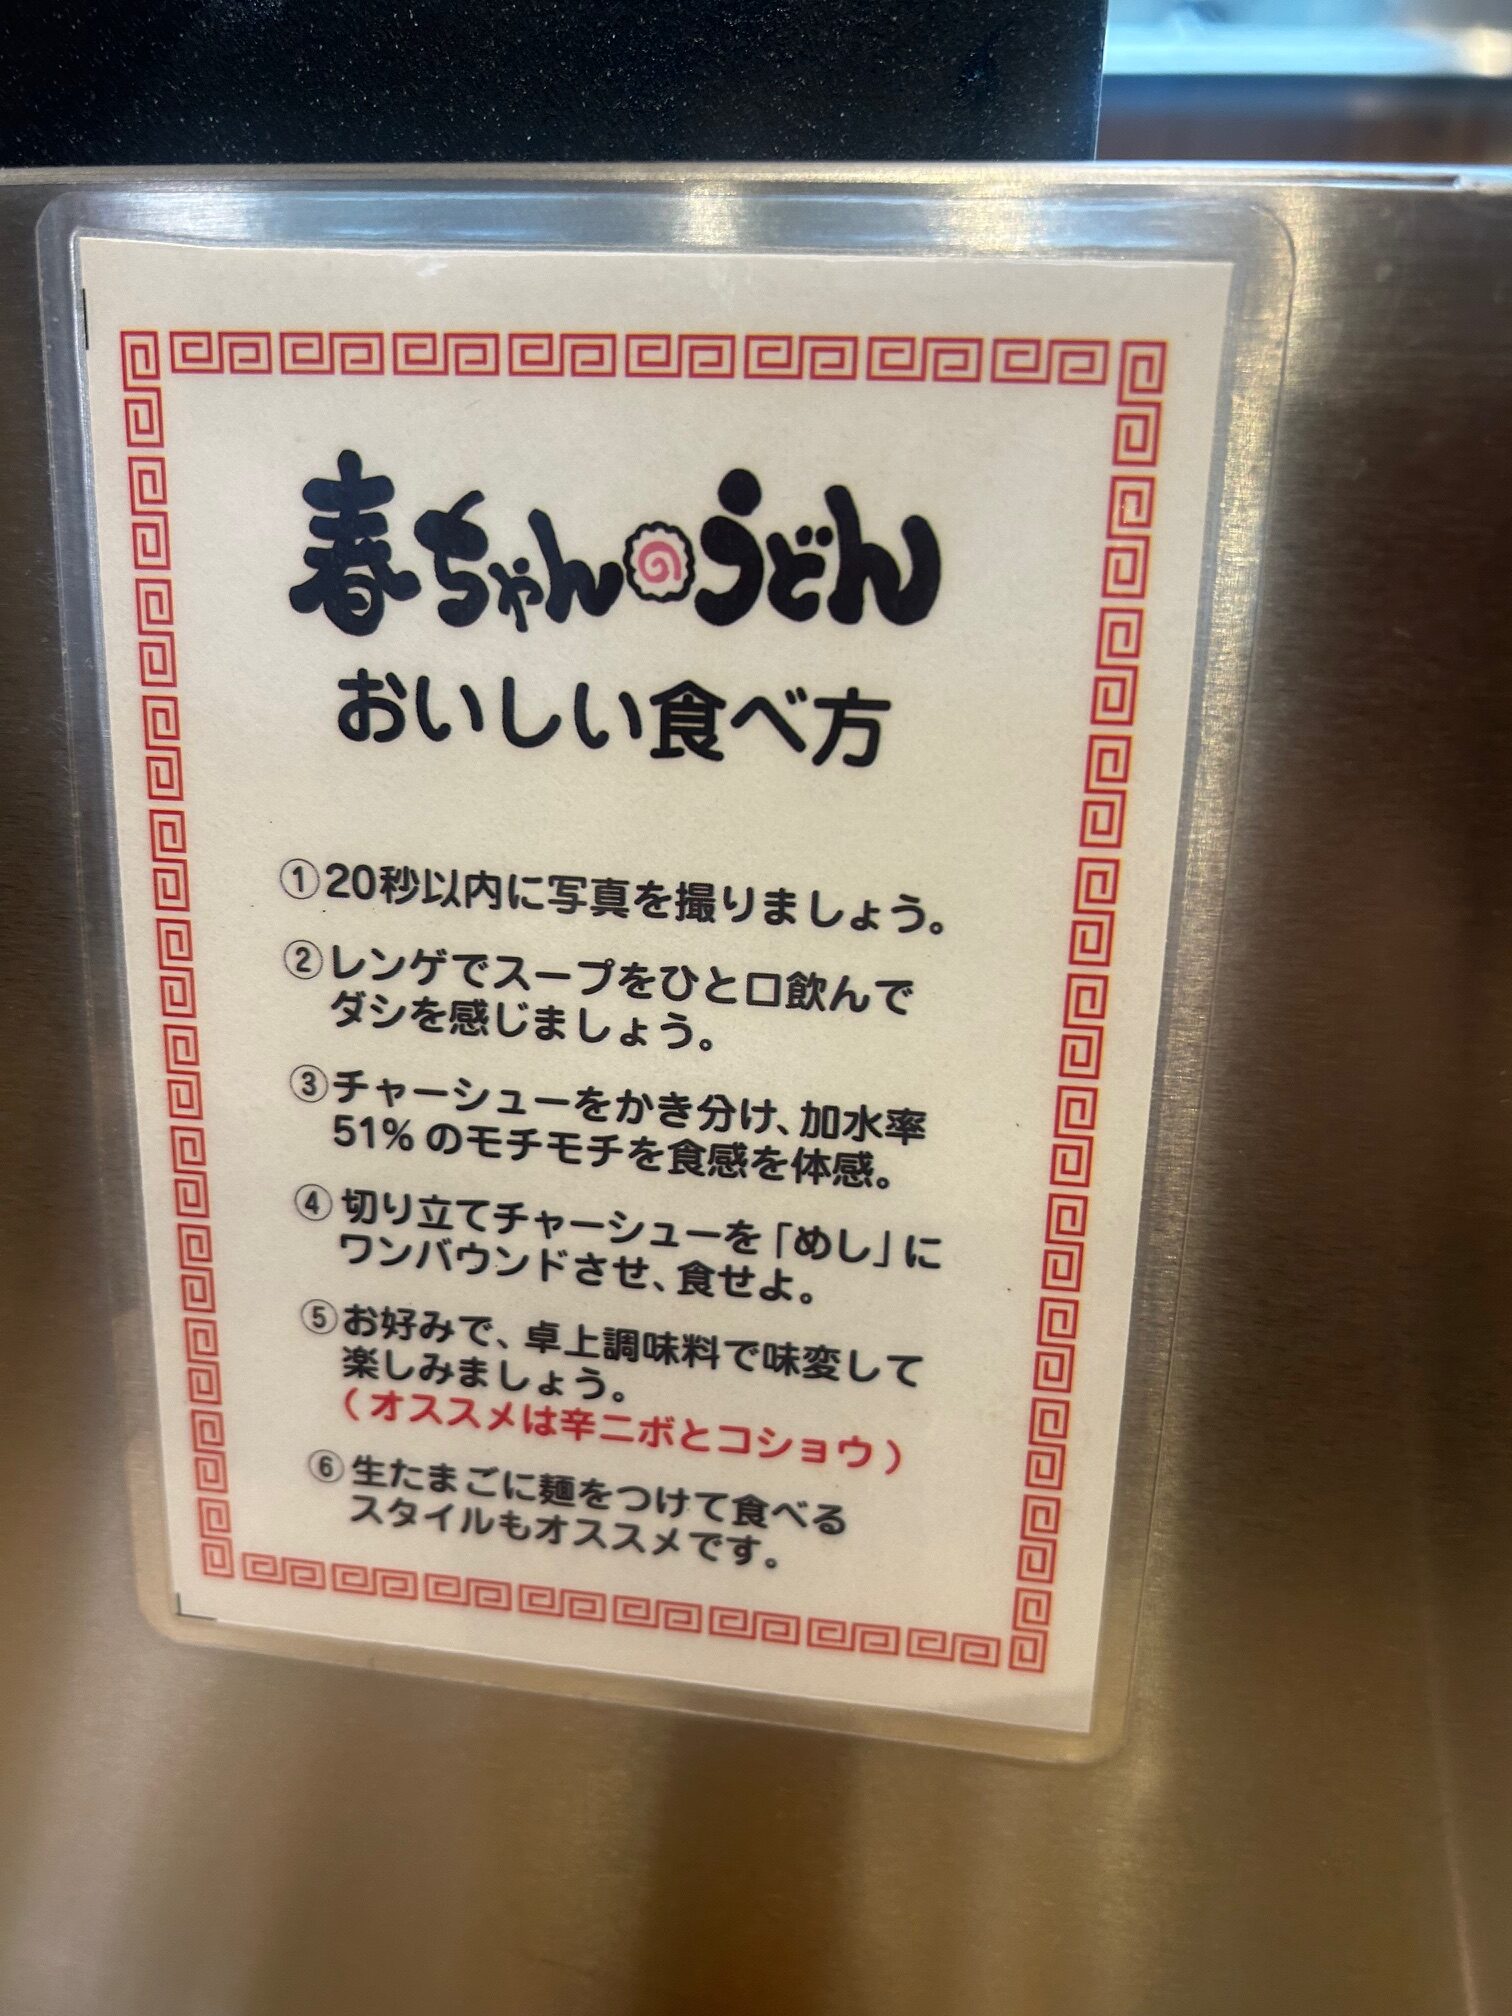 春ちゃんのうどん
おいしい食べ方
①20秒以内に写真を撮りましょう。
②レンゲでスープをひと口飲んで
ダシを感じましょう。
③チャーシューをかき分け、加水率
51%のモチモチを食感を体感。
④切り立てチャーシューを「めし」に
ワンバウンドさせ、食せよ。
⑤お好みで、卓上調味料で味変して
楽しみましょう。
(オススメは辛ニボとコショウ)
⑥生たまごに麺をつけて食べる
スタイルもオススメです。